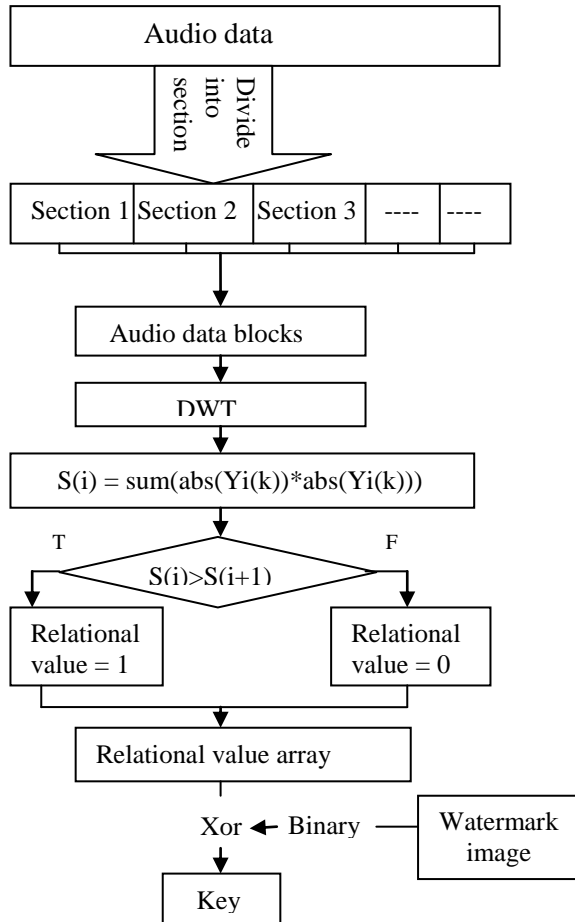 Audio data
Divide
into
section
Section 1 Section 2 Section 3 ---- ----
Audio data blocks
DWT
S(i) = sum(abs(Yi(k))*abs(Yi(k)))
T F
S(i)>S(i+1)
Relational
value = 1
Relational
value = 0
Relational value array
Xor Binary
Watermark
image
Key